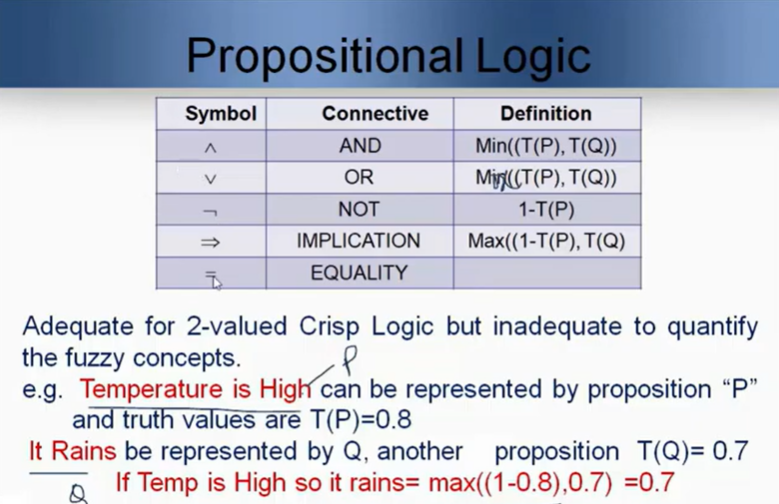 Propositional Logic
Symbol Connective Definition
∧ AND Min((T(P), T(Q))
∨ OR Min((T(P), T(Q))
¬ NOT 1-T(P)
⇒ IMPLICATION Max((1-T(P), T(Q)
= EQUALITY
Adequate for 2-valued Crisp Logic but inadequate to quantify
the fuzzy concepts.
P
e.g. Temperature is High can be represented by proposition “P”
and truth values are T(P)=0.8
It Rains be represented by Q, another proposition T(Q)= 0.7
Q
If Temp is High so it rains= max((1-0.8),0.7) =0.7